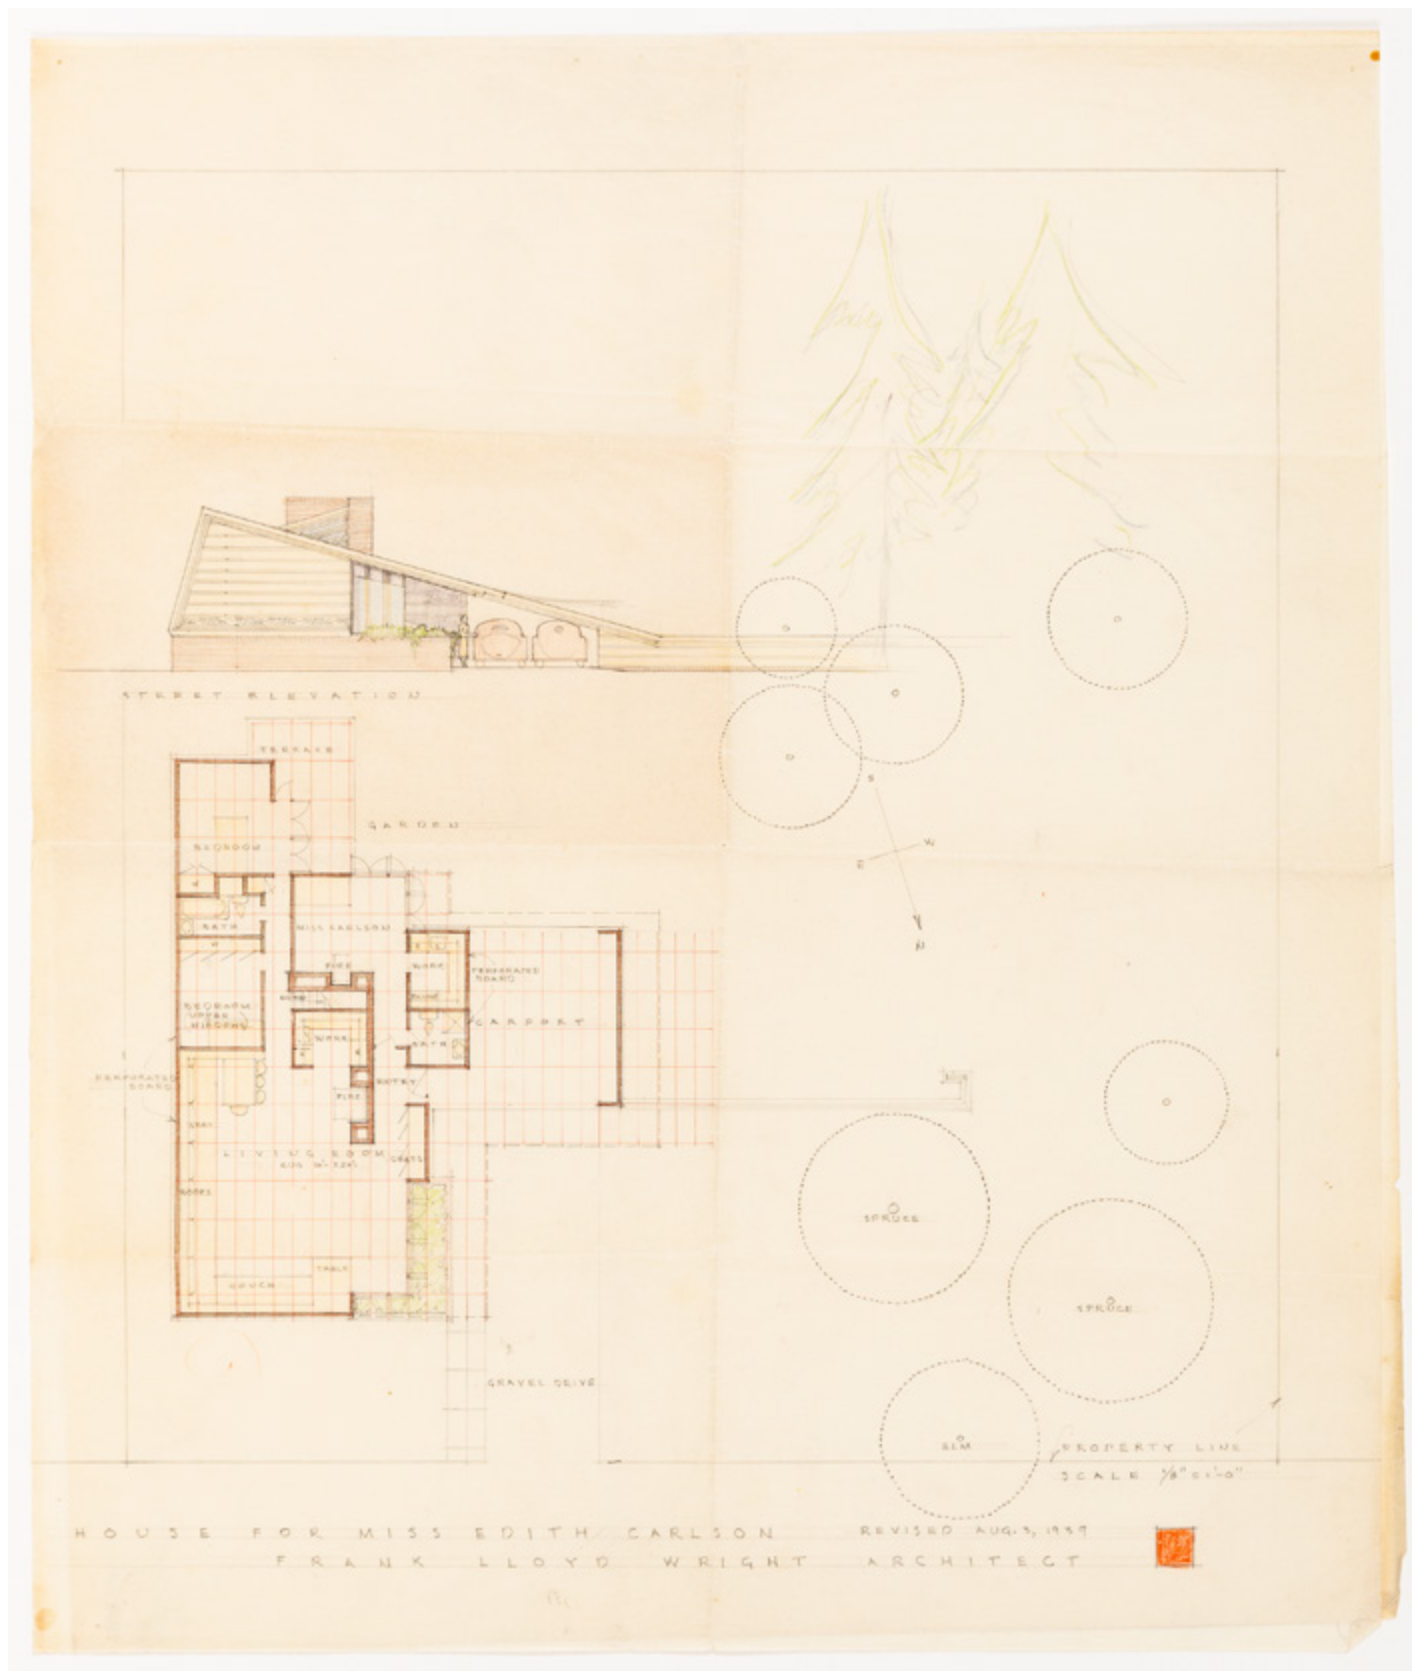 STREET ELEVATION
TERRACE
GARDEN
BEDROOM
S
W
E
N
BATH
MISS CARLSON
FIRE
WORK
PERFORATED
BOARD
BEDROOM
UPPER
WINDOWS
CARPORT
WORK
BATH
PERFORATED
BOARD
ENTRY
FIRE
SEAT
LIVING ROOM
SEATS
BOOKS
SPRUCE
TABLE
COUCH
SPRUCE
GRAVEL DRIVE
ELM
PROPERTY LINE
SCALE 1/8" = 1'-0"
HOUSE FOR MISS EDITH CARLSON REVISED AUG. 3, 1939
FRANK LLOYD WRIGHT ARCHITECT